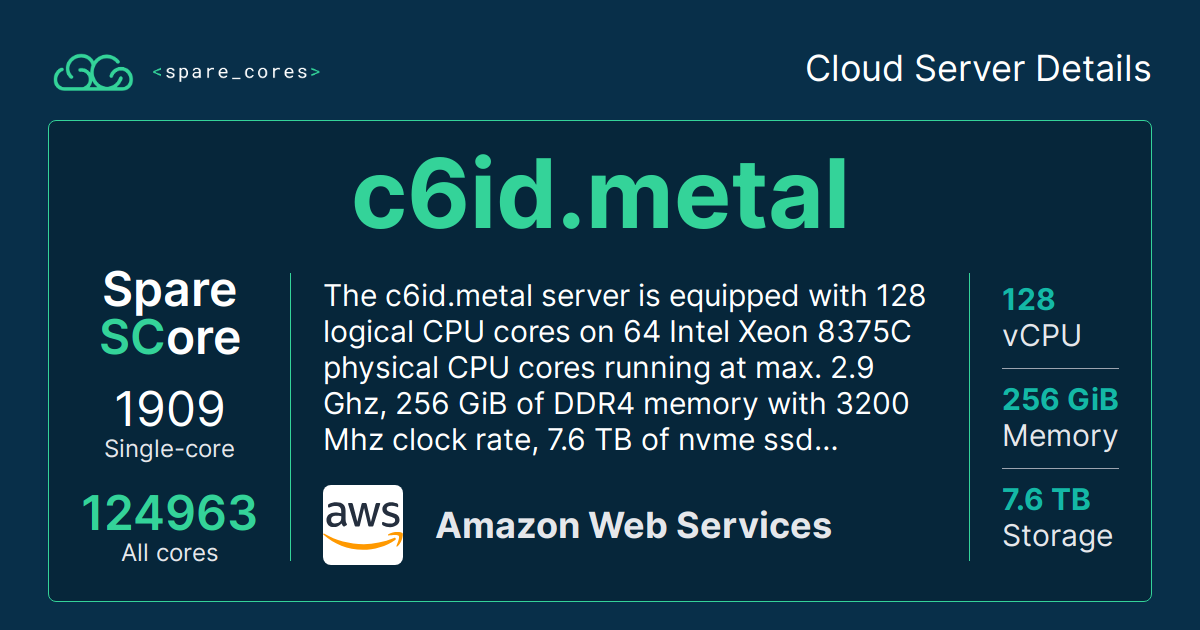 <spare_cores>
Cloud Server Details
c6id.metal
Spare
SCore
1909
Single-core
124963
All cores
The c6id.metal server is equipped with 128
logical CPU cores on 64 Intel Xeon 8375C
physical CPU cores running at max. 2.9
Ghz, 256 GiB of DDR4 memory with 3200
Mhz clock rate, 7.6 TB of nvme ssd...
aws
Amazon Web Services
128
vCPU
256 GiB
Memory
7.6 TB
Storage